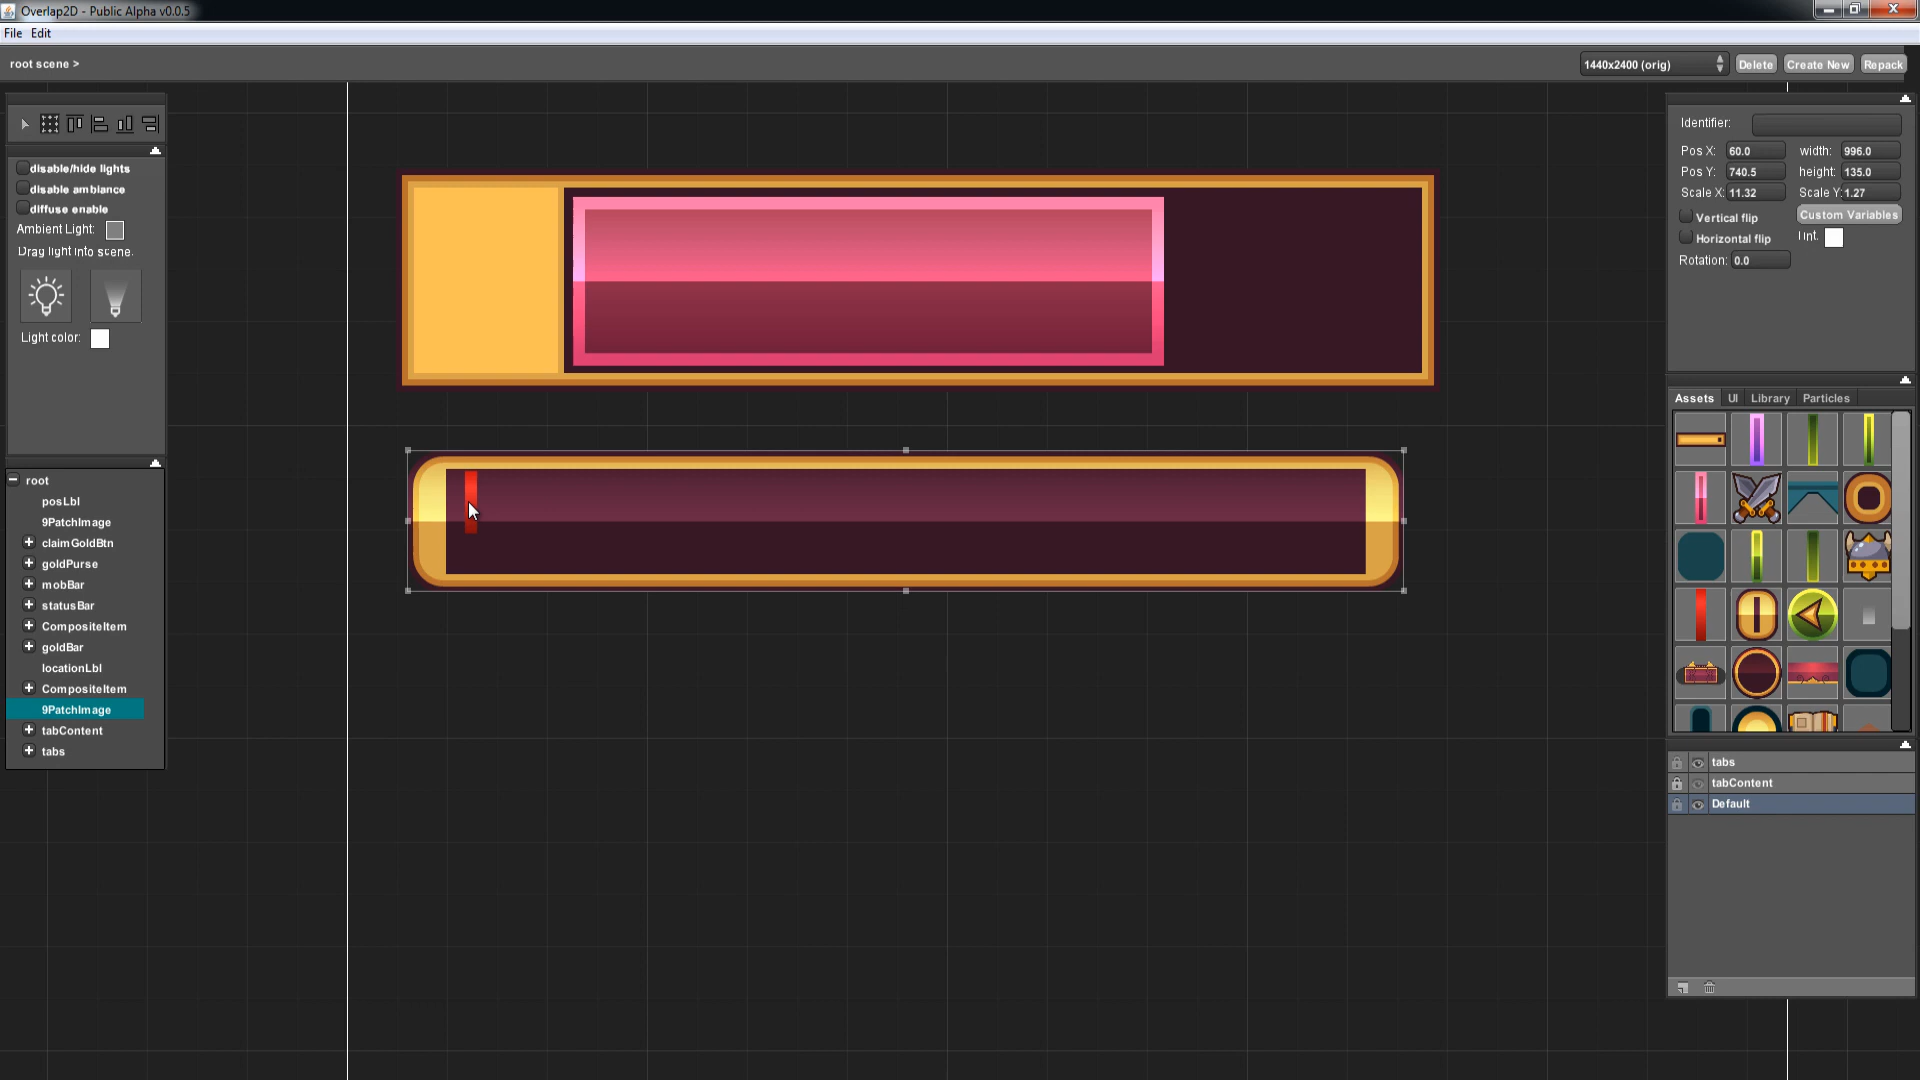 Overlap2D - Public Alpha v0.0.5
File Edit
root scene >
1440x2400 (orig)
Delete
Create New
Repack
disable/hide lights
disable ambiance
diffuse enable
Ambient Light:
Drag light into scene.
Light color:
root
posLbl
9PatchImage
claimGoldBtn
goldPurse
mobBar
statusBar
CompositeItem
goldBar
locationLbl
CompositeItem
9PatchImage
tabContent
tabs
Identifier:
Pos X: 60.0 width: 996.0
Pos Y: 740.5 height: 135.0
Scale X: 11.32 Scale Y: 1.27
Vertical flip Custom Variables
Horizontal flip Tint.
Rotation: 0.0
Assets UI Library Particles
tabs
tabContent
Default